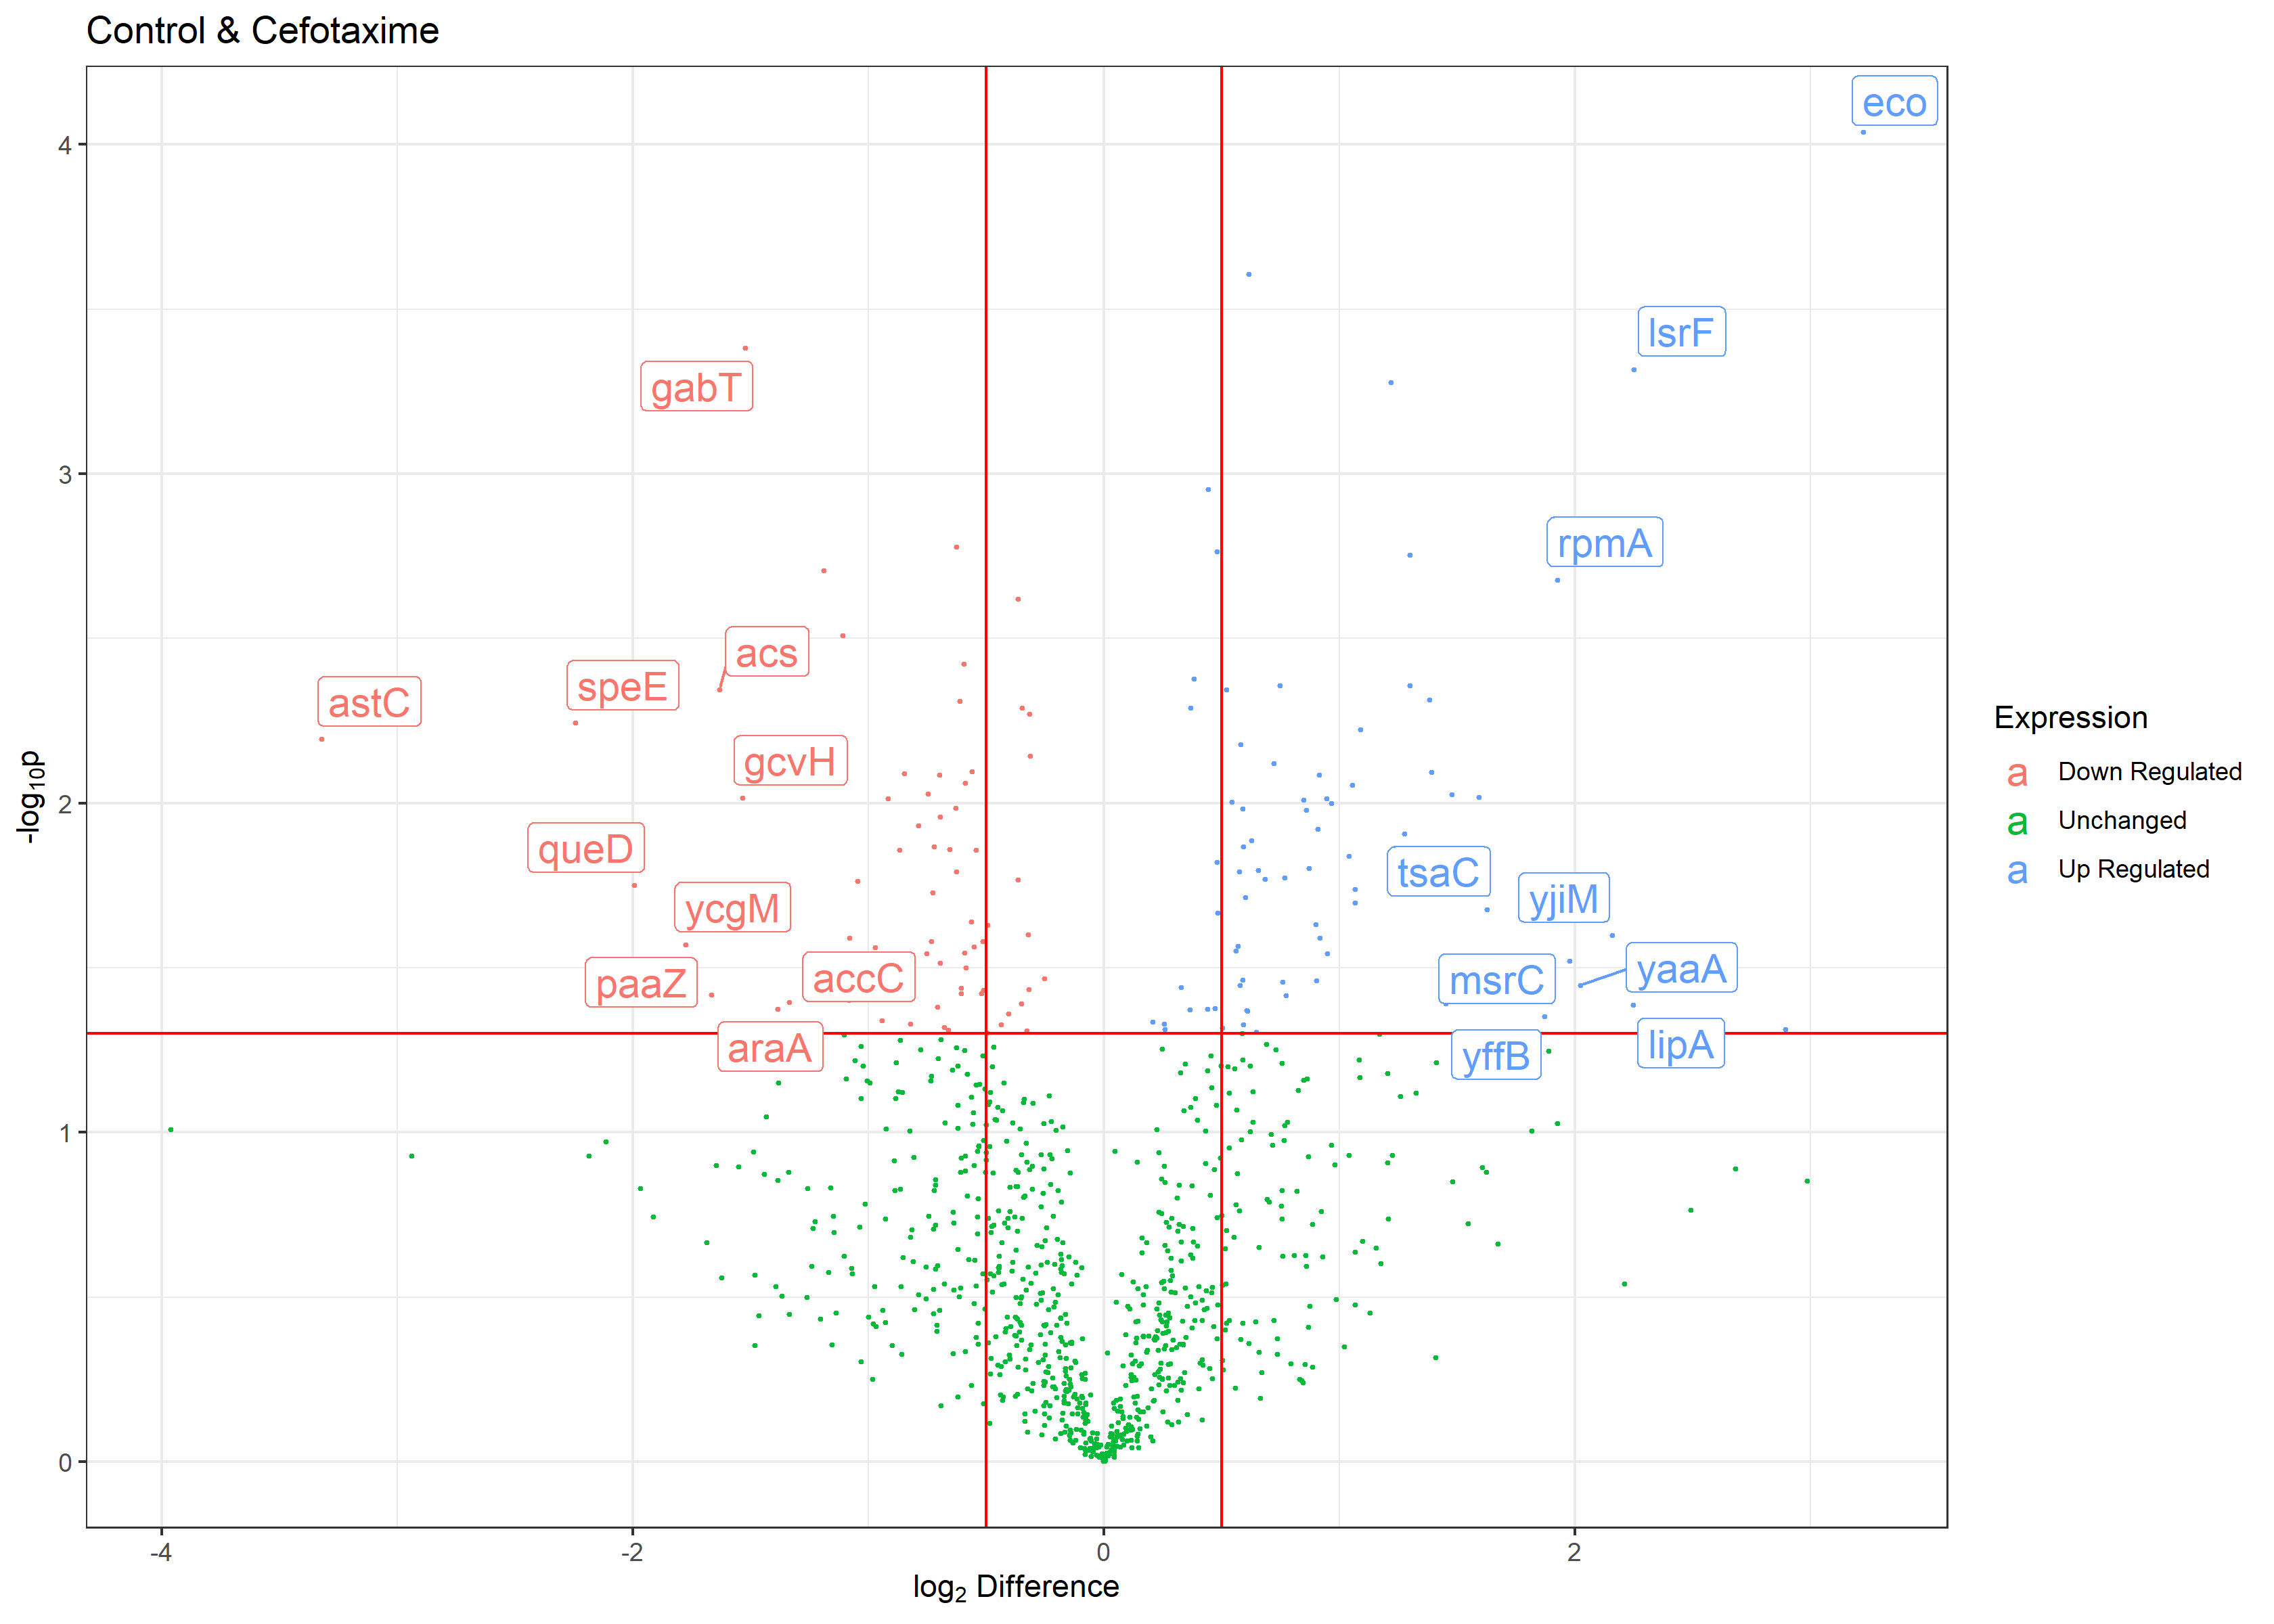 Control & Cefotaxime
eco
lsrF
gabT
rpmA
acs
speE
astC
gcvH
queD
tsaC
yjiM
ycgM
accC
paaZ
msrC
yaaA
araA
yffB
lipA
4
3
2
1
0
-log10p
-4
-2
0
2
log2 Difference
Expression
a Down Regulated
a Unchanged
a Up Regulated